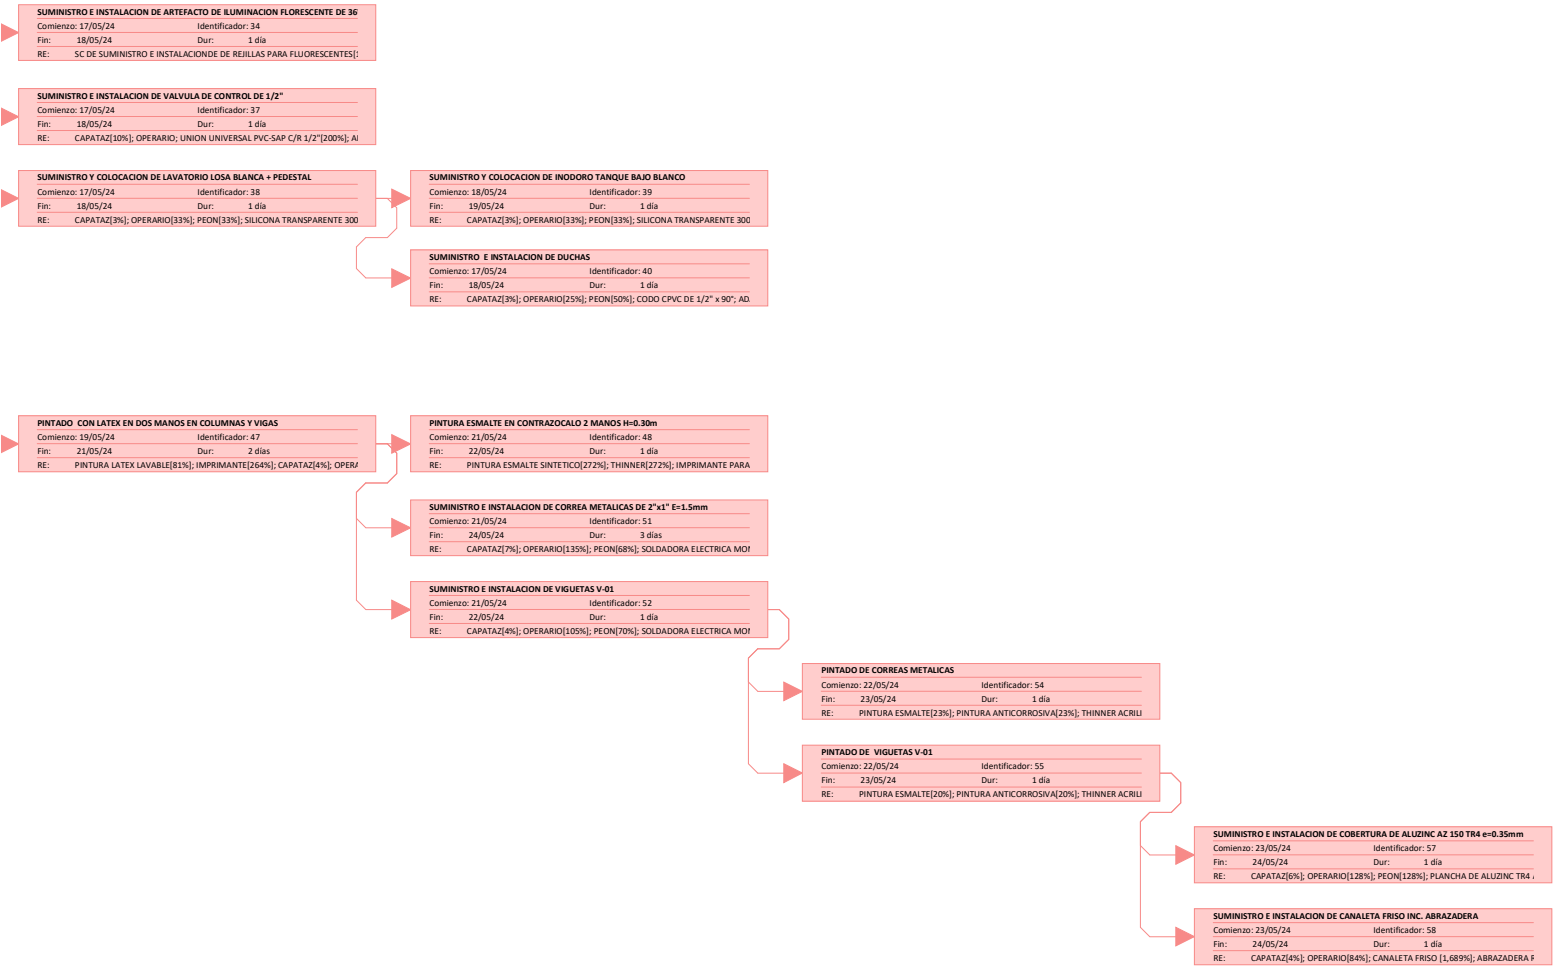 SUMINISTRO E INSTALACION DE ARTEFACTO DE ILUMINACION FLORESCENTE DE 36
Comienzo: 17/05/24 Identificador: 34
Fin: 18/05/24 Dur: 1 día
RE: SC DE SUMINISTRO E INSTALACIONDE DE REJILLAS PARA FLUORESCENTES[
SUMINISTRO E INSTALACION DE VALVULA DE CONTROL DE 1/2"
Comienzo: 17/05/24 Identificador: 37
Fin: 18/05/24 Dur: 1 día
RE: CAPATAZ[10%]; OPERARIO; UNION UNIVERSAL PVC-SAP C/R 1/2"[200%];
SUMINISTRO Y COLOCACION DE LAVATORIO LOSA BLANCA + PEDESTAL
Comienzo: 17/05/24 Identificador: 38
Fin: 18/05/24 Dur: 1 día
RE: CAPATAZ[3%]; OPERARIO[33%]; PEON[33%]; SILICONA TRANSPARENTE 300
SUMINISTRO Y COLOCACION DE INODORO TANQUE BAJO BLANCO
Comienzo: 18/05/24 Identificador: 39
Fin: 19/05/24 Dur: 1 día
RE: CAPATAZ[3%]; OPERARIO[33%]; PEON[33%]; SILICONA TRANSPARENTE 300
SUMINISTRO E INSTALACION DE DUCHAS
Comienzo: 17/05/24 Identificador: 40
Fin: 18/05/24 Dur: 1 día
RE: CAPATAZ[3%]; OPERARIO[25%]; PEON[50%]; CODO CPVC DE 1/2" x 90°; AD
PINTADO CON LATEX EN DOS MANOS EN COLUMNAS Y VIGAS
Comienzo: 19/05/24 Identificador: 47
Fin: 21/05/24 Dur: 2 días
RE: PINTURA LATEX LAVABLE[81%]; IMPRIMANTE[264%]; CAPATAZ[4%]; OPERA
PINTURA ESMALTE EN CONTRAZOCALO 2 MANOS H=0.30m
Comienzo: 21/05/24 Identificador: 48
Fin: 22/05/24 Dur: 1 día
RE: PINTURA ESMALTE SINTETICO[272%]; THINNER[272%]; IMPRIMANTE PARA
SUMINISTRO E INSTALACION DE CORREA METALICAS DE 2"x1" E=1.5mm
Comienzo: 21/05/24 Identificador: 51
Fin: 24/05/24 Dur: 3 días
RE: CAPATAZ[7%]; OPERARIO[135%]; PEON[68%]; SOLDADORA ELECTRICA MO
SUMINISTRO E INSTALACION DE VIGUETAS V-01
Comienzo: 21/05/24 Identificador: 52
Fin: 22/05/24 Dur: 1 día
RE: CAPATAZ[4%]; OPERARIO[105%]; PEON[70%]; SOLDADORA ELECTRICA MO
PINTADO DE CORREAS METALICAS
Comienzo: 22/05/24 Identificador: 54
Fin: 23/05/24 Dur: 1 día
RE: PINTURA ESMALTE[23%]; PINTURA ANTICORROSIVA[23%]; THINNER ACRILI
PINTADO DE VIGUETAS V-01
Comienzo: 22/05/24 Identificador: 55
Fin: 23/05/24 Dur: 1 día
RE: PINTURA ESMALTE[20%]; PINTURA ANTICORROSIVA[20%]; THINNER ACRILI
SUMINISTRO E INSTALACION DE COBERTURA DE ALUZINC AZ 150 TR4 e=0.35mm
Comienzo: 23/05/24 Identificador: 57
Fin: 24/05/24 Dur: 1 día
RE: CAPATAZ[6%]; OPERARIO[128%]; PEON[128%]; PLANCHA DE ALUZINC TR4
SUMINISTRO E INSTALACION DE CANALETA FRISO INC. ABRAZADERA
Comienzo: 23/05/24 Identificador: 58
Fin: 24/05/24 Dur: 1 día
RE: CAPATAZ[4%]; OPERARIO[84%]; CANALETA FRISO [1,689%]; ABRAZADERA